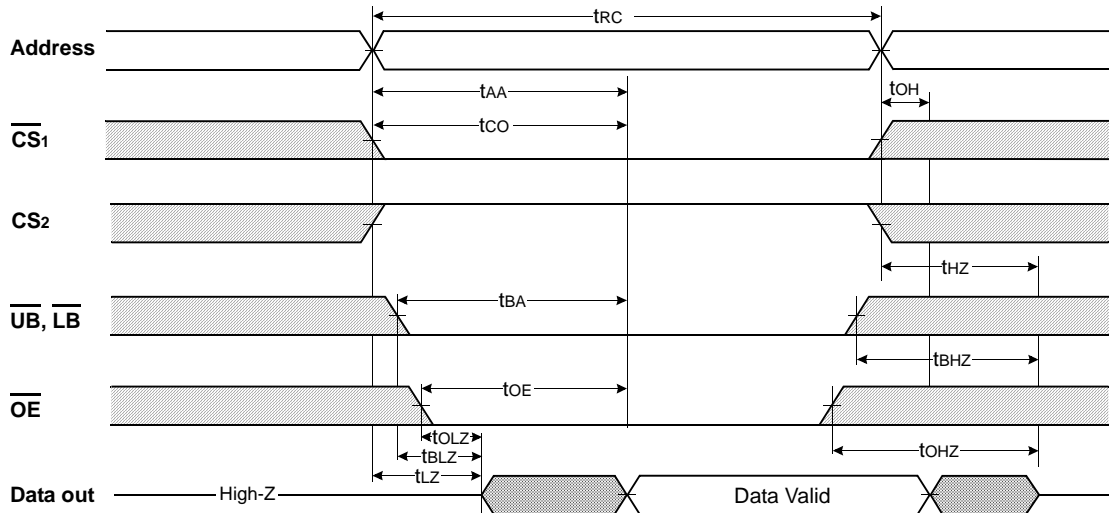 tRC
Address
tAA
tOH
tCO
CS1
CS2
tHZ
tBA
UB, LB
tBHZ
tOE
OE
tOLZ
tBLZ
tOHZ
tLZ
Data out High-Z Data Valid